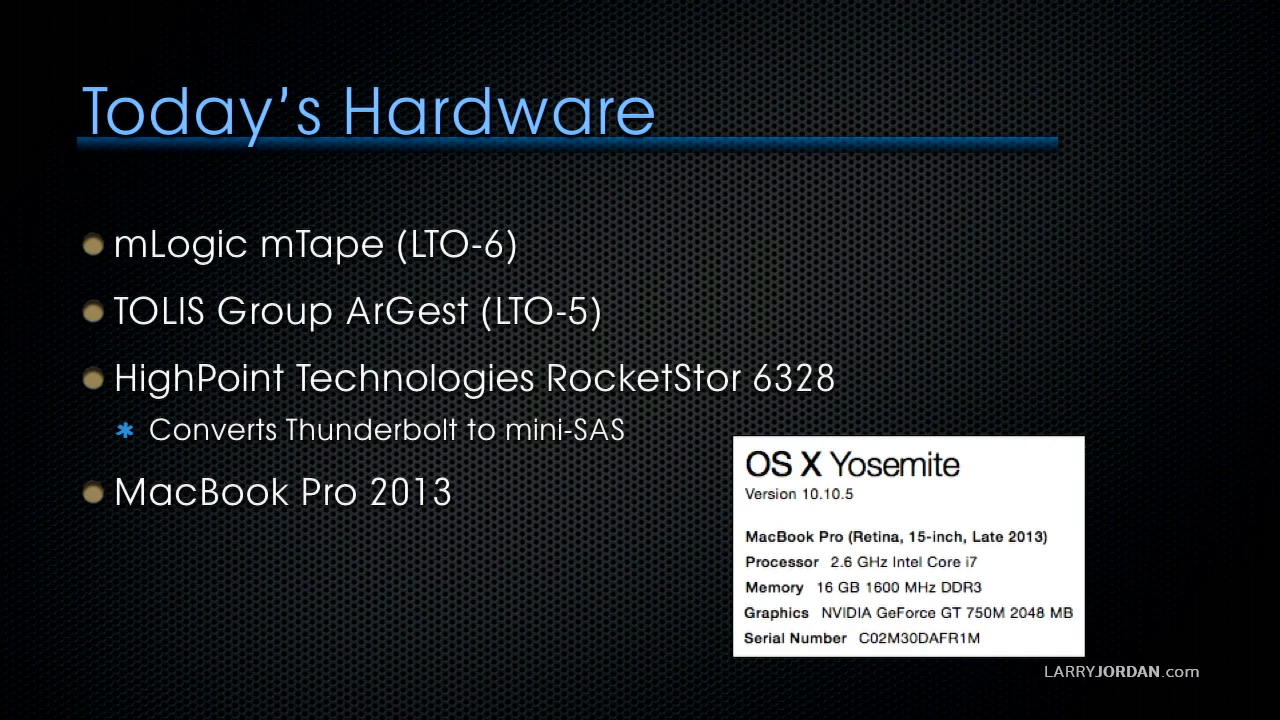 Today's Hardware
mLogic mTape (LTO-6)
TOLIS Group ArGest (LTO-5)
HighPoint Technologies RocketStor 6328
Converts Thunderbolt to mini-SAS
MacBook Pro 2013
OS X Yosemite
Version 10.10.5
MacBook Pro (Retina, 15-inch, Late 2013)
Processor 2.6 GHz Intel Core i7
Memory 16 GB 1600 MHz DDR3
Graphics NVIDIA GeForce GT 750M 2048 MB
Serial Number C02M30DAFR1M
LARRYJORDAN.com